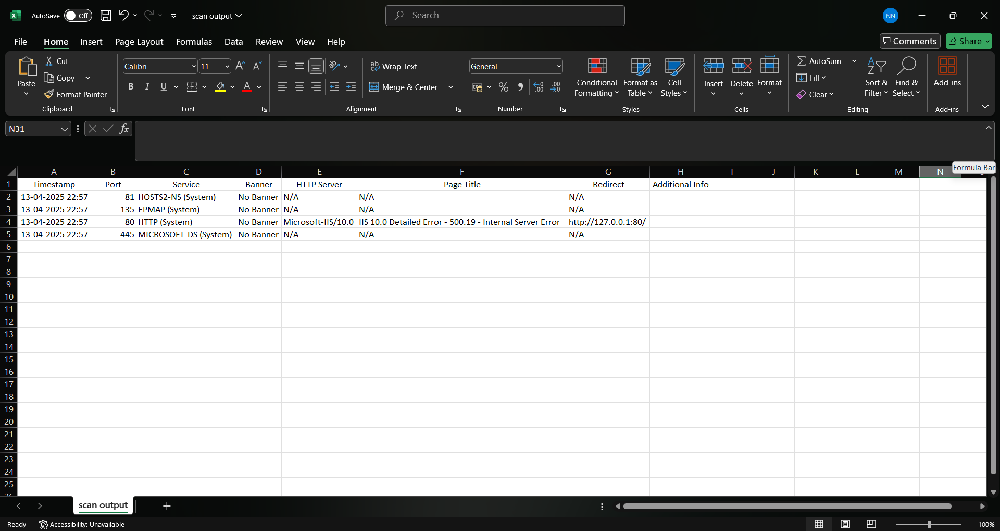 AutoSave Off scan output Search NN
File Home Insert Page Layout Formulas Data Review View Help Comments Share
Paste Cut Copy Format Painter Clipboard
Calibri 11 B I U A Font
Wrap Text Merge & Center Alignment
General % Number
Conditional Formatting Format as Table Cell Styles Styles
Insert Delete Format Cells
AutoSum Fill Clear Sort & Filter Find & Select Editing
Add-ins Add-ins
N31 fx
Formula Bar
A B C D E F G H I J K L M N
1 Timestamp Port Service Banner HTTP Server Page Title Redirect Additional Info
2 13-04-2025 22:57 81 HOSTS2-NS (System) No Banner N/A N/A N/A
3 13-04-2025 22:57 135 EPMAP (System) No Banner N/A N/A N/A
4 13-04-2025 22:57 80 HTTP (System) No Banner Microsoft-IIS/10.0 IIS 10.0 Detailed Error - 500.19 - Internal Server Error http://127.0.0.1:80/
5 13-04-2025 22:57 445 MICROSOFT-DS (System) No Banner N/A N/A N/A
6
7
8
9
10
11
12
13
14
15
16
17
18
19
20
21
22
23
24
25
26
scan output
Ready Accessibility: Unavailable 100%